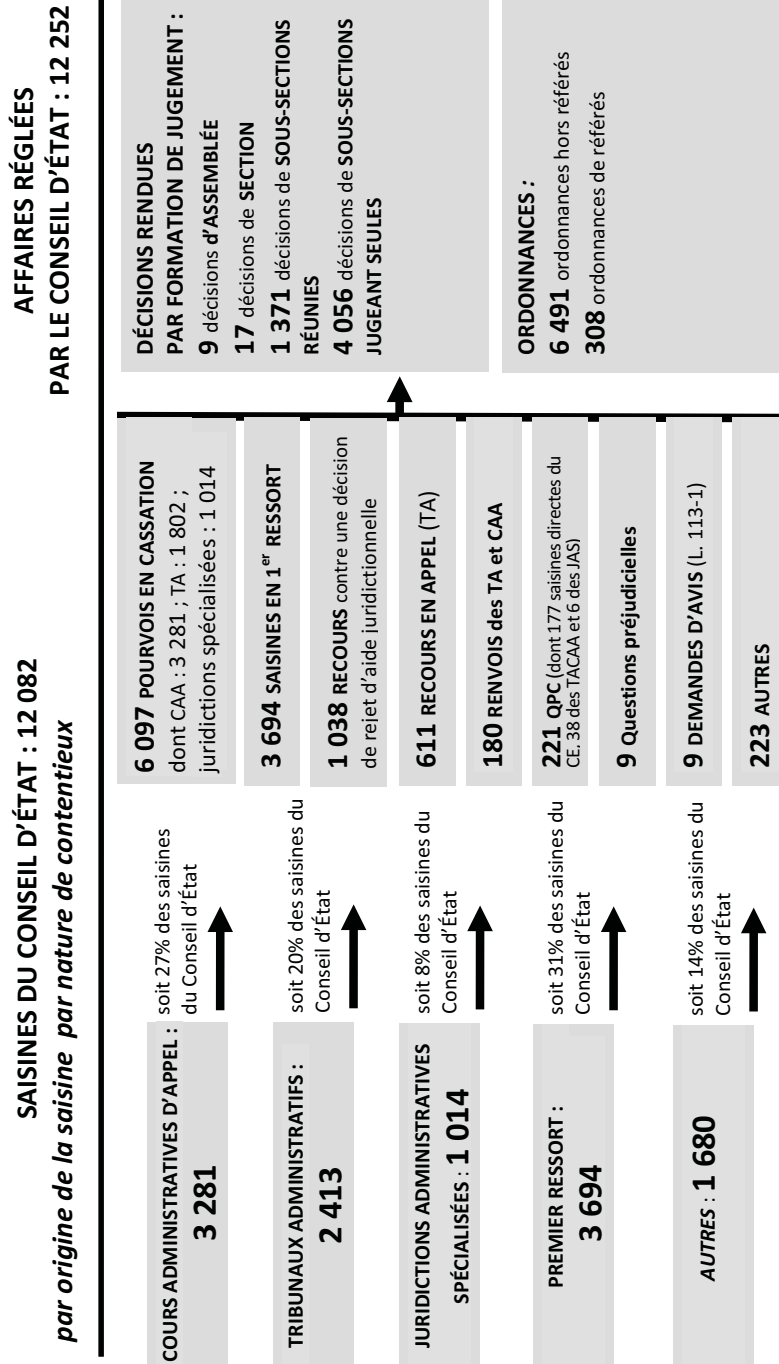 SAISINES DU CONSEIL D’ÉTAT : 12 082
par origine de la saisine par nature de contentieux
AFFAIRES RÉGLÉES
PAR LE CONSEIL D’ÉTAT : 12 252
COURS ADMINISTRATIVES D’APPEL :
3 281
soit 27% des saisines
du Conseil d’État
TRIBUNAUX ADMINISTRATIFS :
2 413
soit 20% des saisines du
Conseil d’État
JURIDICTIONS ADMINISTRATIVES
SPÉCIALISÉES : 1 014
soit 8% des saisines du
Conseil d’État
PREMIER RESSORT :
3 694
soit 31% des saisines du
Conseil d’État
AUTRES : 1 680
soit 14% des saisines du
Conseil d’État
6 097 POURVOIS EN CASSATION
dont CAA : 3 281 ; TA : 1 802 ;
juridictions spécialisées : 1 014
3 694 SAISINES EN 1er RESSORT
1 038 RECOURS contre une décision
de rejet d’aide juridictionnelle
611 RECOURS EN APPEL (TA)
180 RENVOIS des TA et CAA
221 QPC (dont 177 saisines directes du
CE, 38 des TACAA et 6 des JAS)
9 Questions préjudicielles
9 DEMANDES D’AVIS (L. 113-1)
223 AUTRES
DÉCISIONS RENDUES
PAR FORMATION DE JUGEMENT :
9 décisions d’ASSEMBLÉE
17 décisions de SECTION
1 371 décisions de SOUS-SECTIONS
RÉUNIES
4 056 décisions de SOUS-SECTIONS
JUGEANT SEULES
ORDONNANCES :
6 491 ordonnances hors référés
308 ordonnances de référés